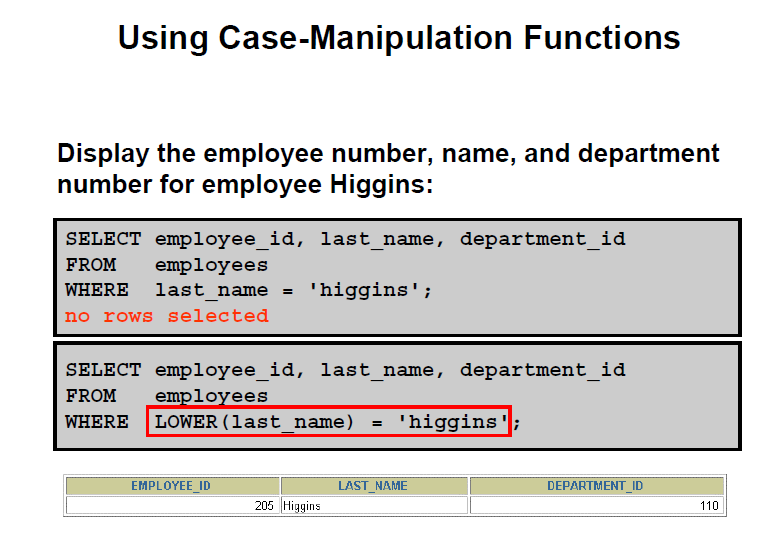 Using Case-Manipulation Functions
Display the employee number, name, and department
number for employee Higgins:
SELECT employee_id, last_name, department_id
FROM   employees
WHERE  last_name = 'higgins';
no rows selected
SELECT employee_id, last_name, department_id
FROM   employees
WHERE  LOWER(last_name) = 'higgins';
EMPLOYEE_ID LAST_NAME DEPARTMENT_ID
205 Higgins 110